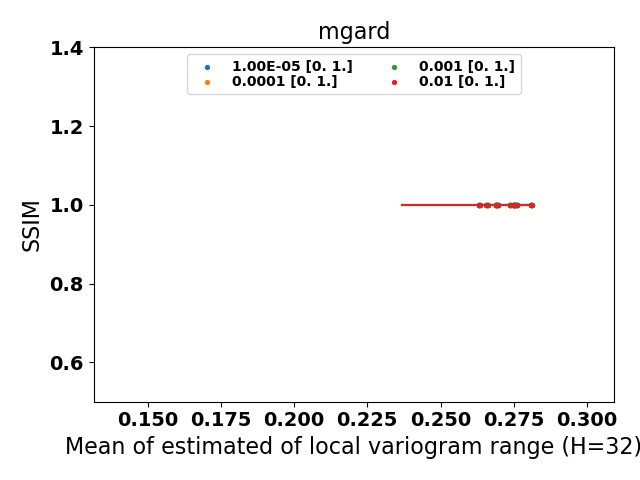 mgard
1.4
1.00E-05 [0. 1.]
0.001 [0. 1.]
0.0001 [0. 1.]
0.01 [0. 1.]
1.2
1.0
0.8
0.6
SSIM
0.150 0.175 0.200 0.225 0.250 0.275 0.300
Mean of estimated of local variogram range (H=32)